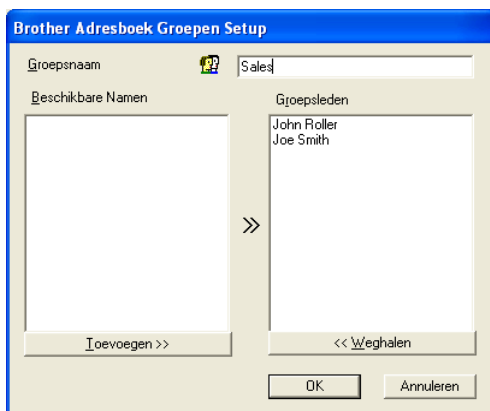 Brother Adresboek Groepen Setup
Groepsnaam
Sales
Beschikbare Namen
Groepsleden
John Roller
Joe Smith
Toevoegen >>
<< Weghalen
OK
Annuleren